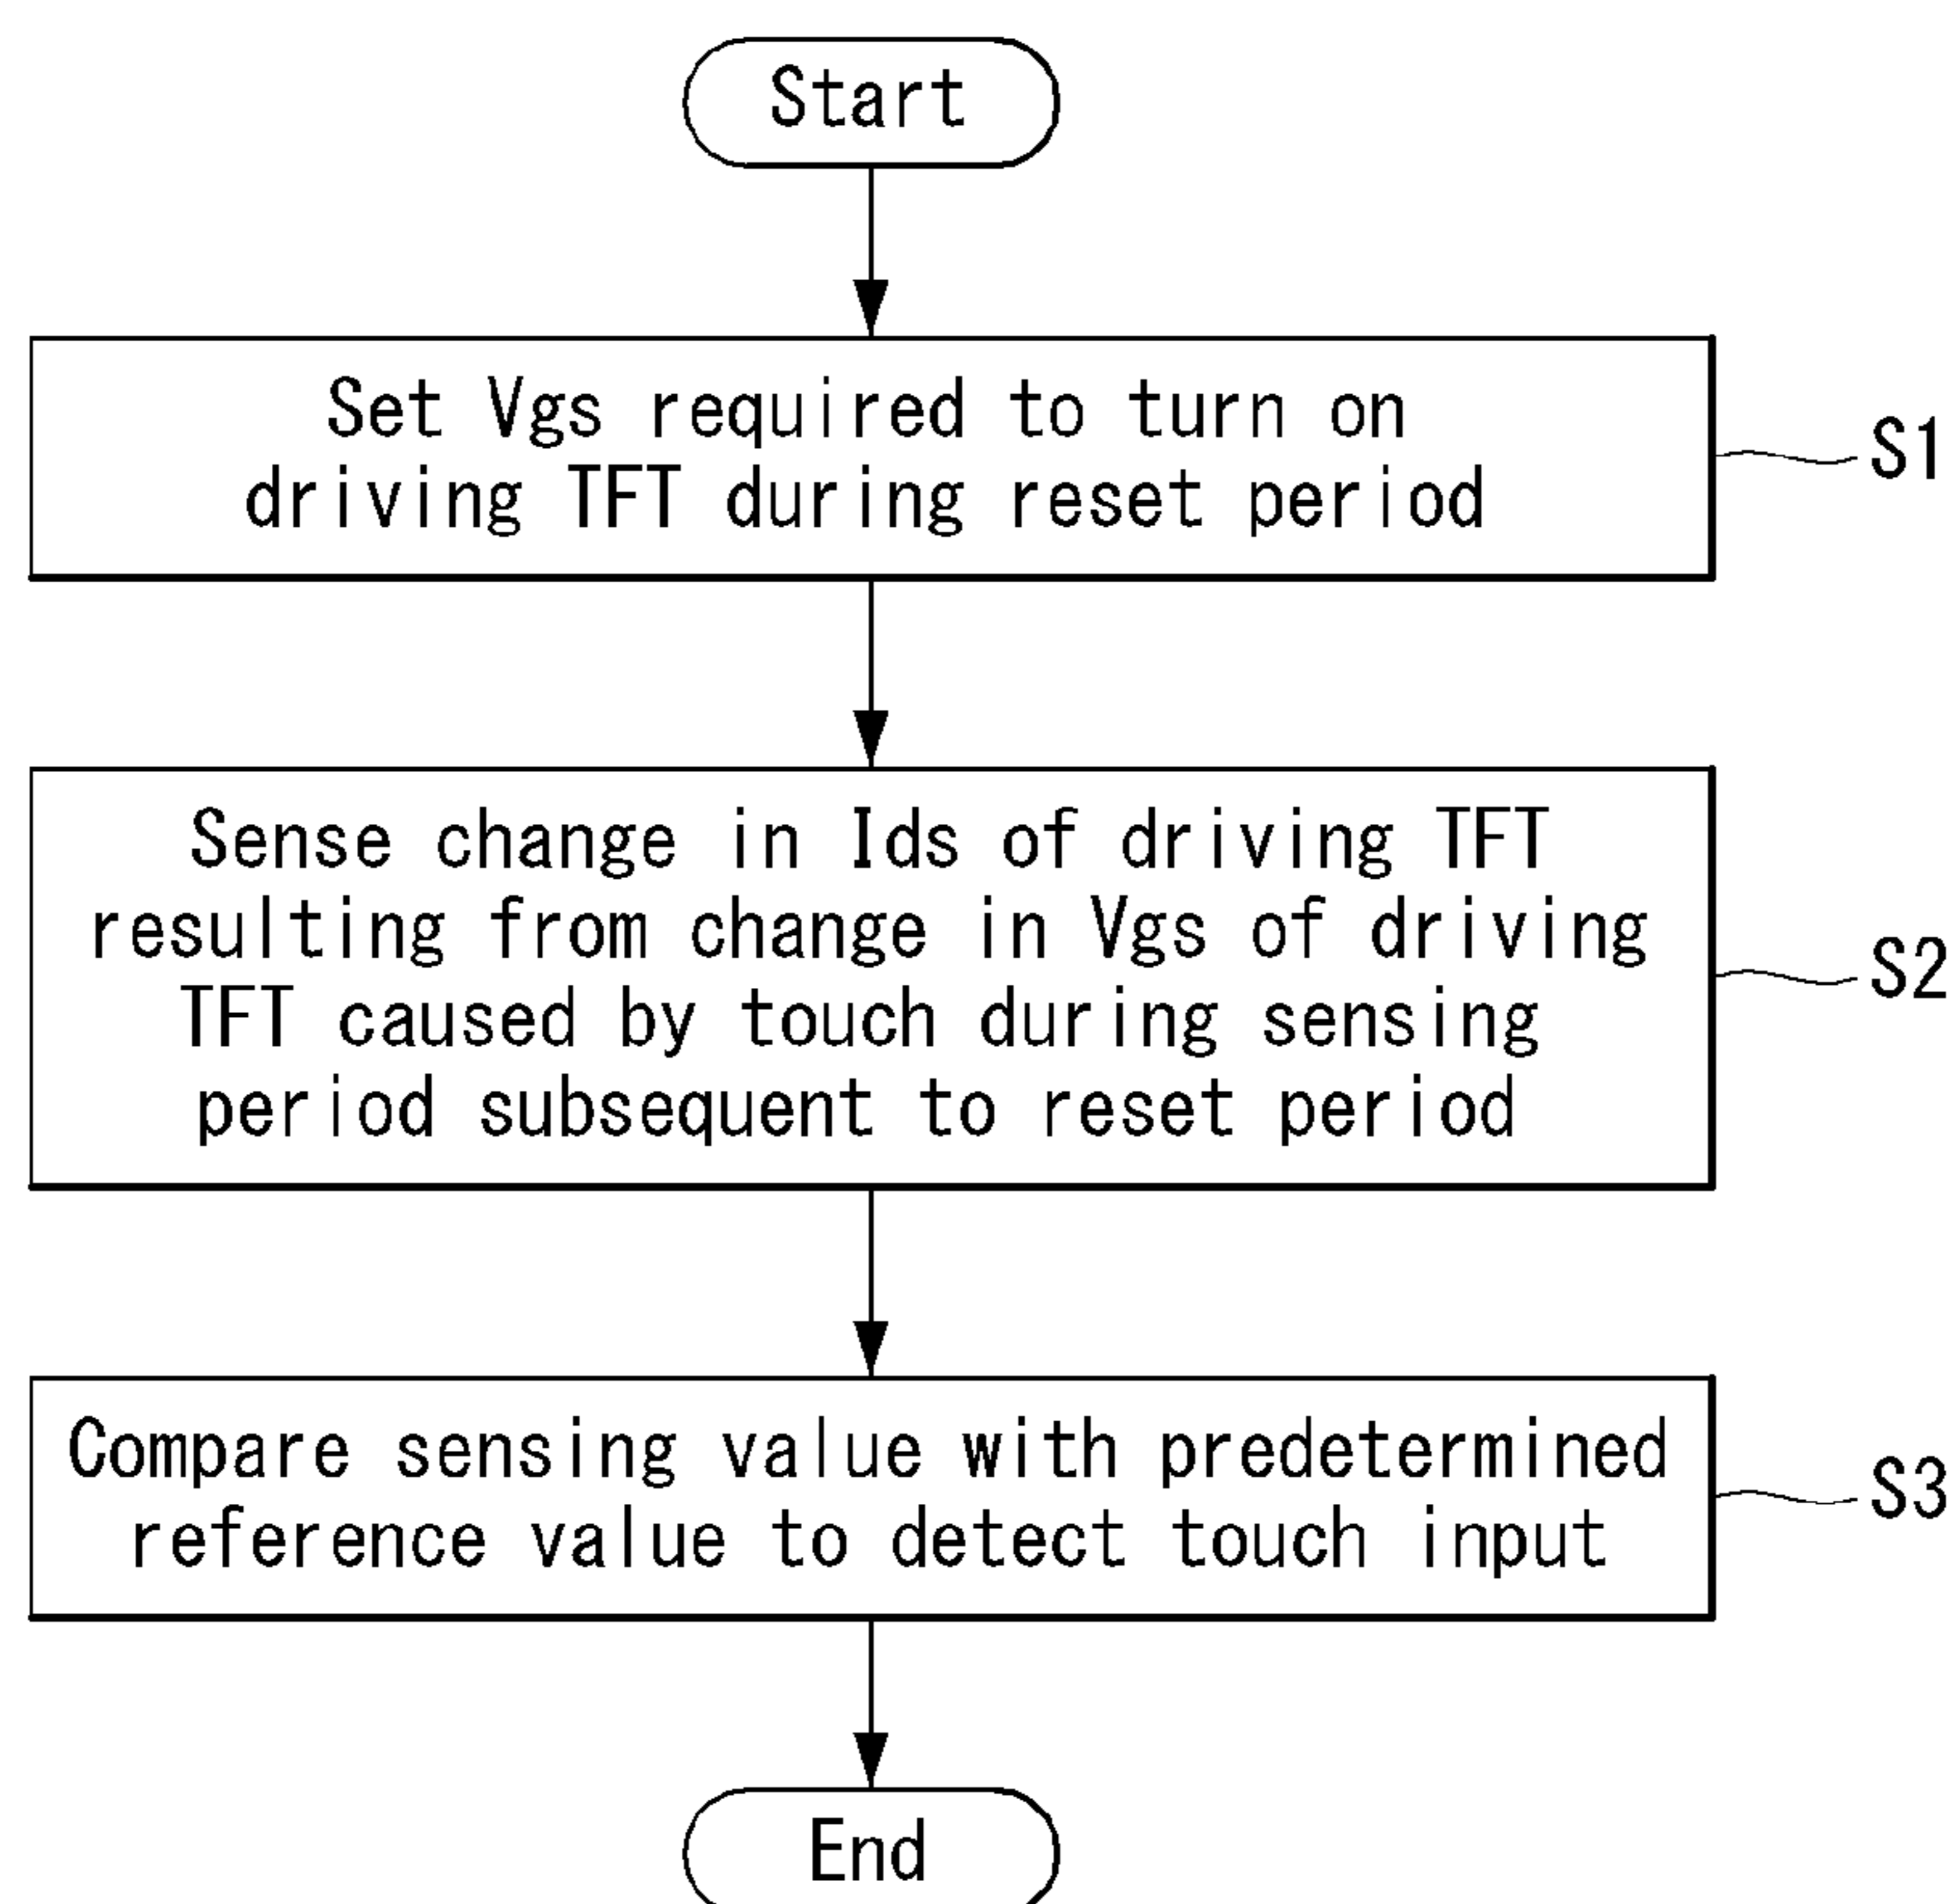 Start
Set Vgs required to turn on
driving TFT during reset period
S1
Sense change in Ids of driving TFT
resulting from change in Vgs of driving
TFT caused by touch during sensing
period subsequent to reset period
S2
Compare sensing value with predetermined
reference value to detect touch input
S3
End